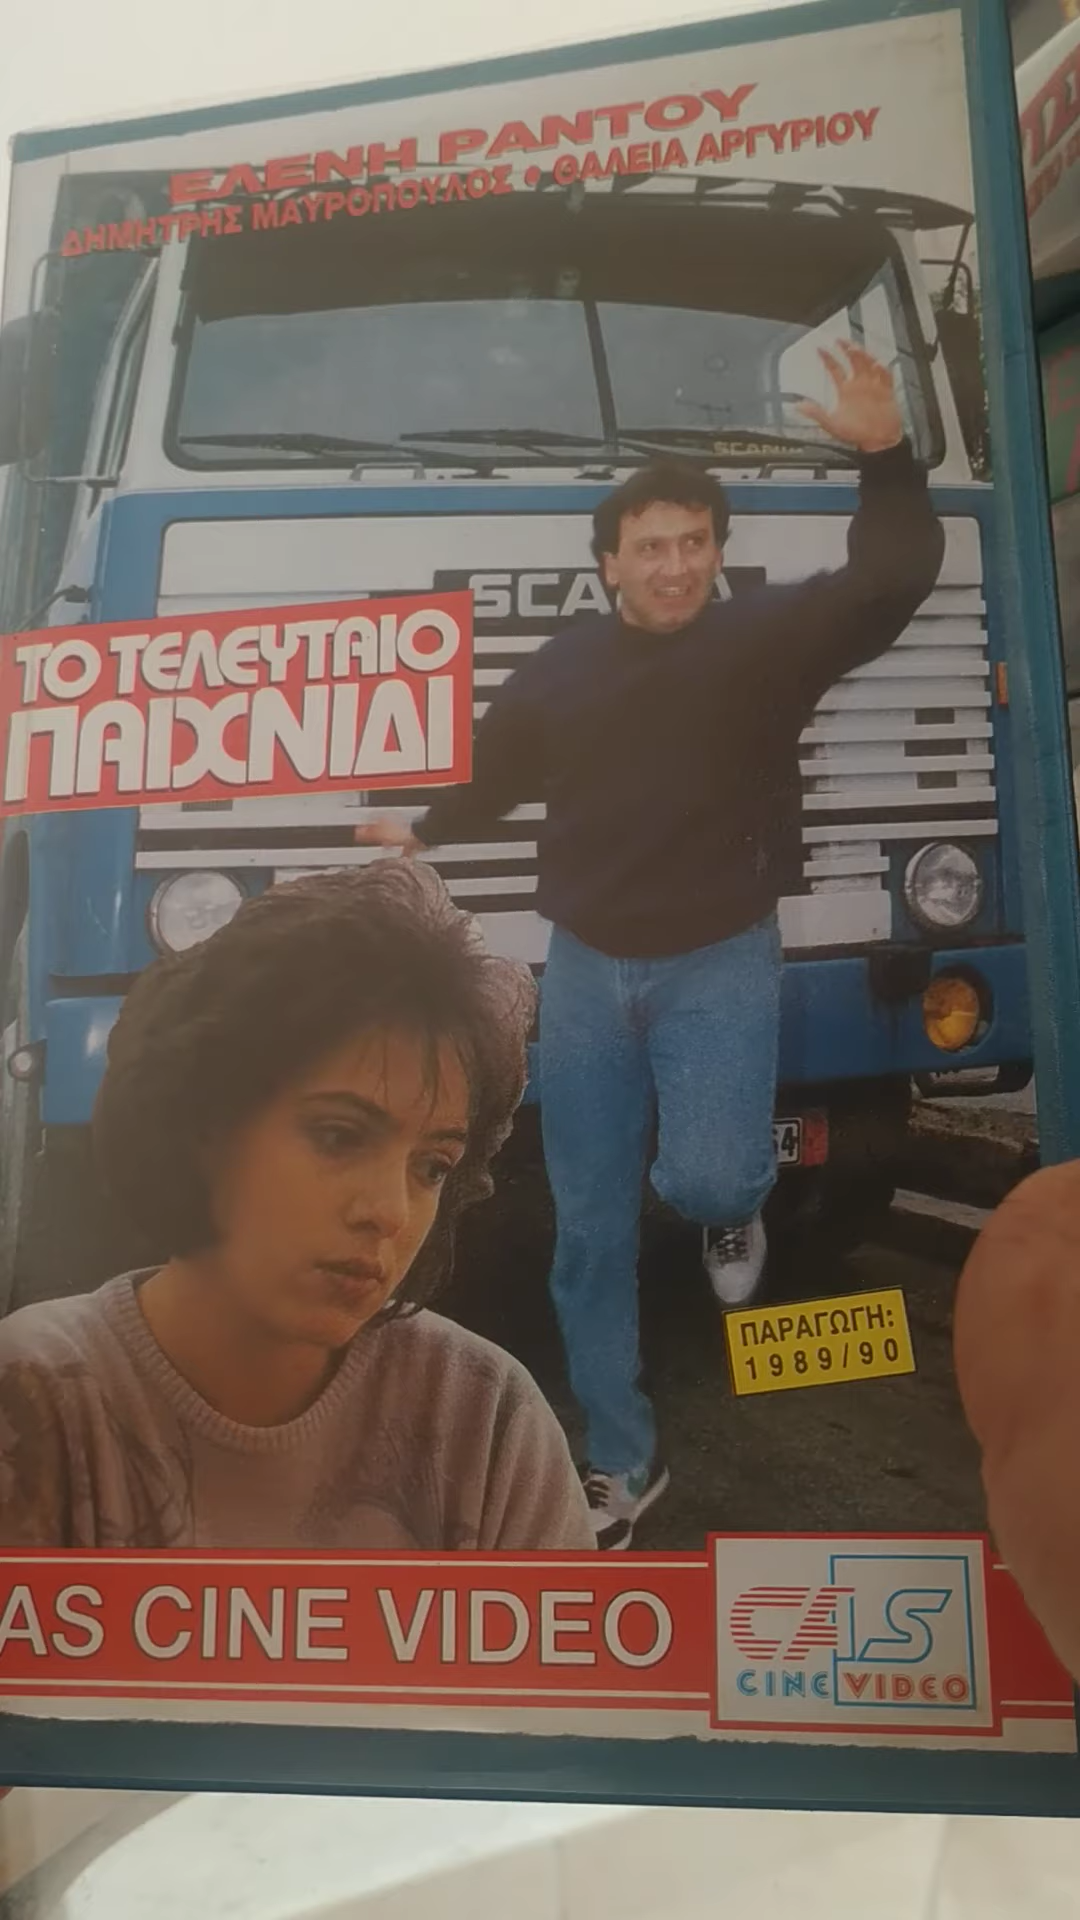 ΕΛΕΝΗ ΡΑΝΤΟΥ
ΔΗΜΗΤΡΗΣ ΜΑΥΡΟΠΟΥΛΟΣ • ΘΑΛΕΙΑ ΑΡΓΥΡΙΟΥ
SCANIA
SCA
ΤΟ ΤΕΛΕΥΤΑΙΟ
ΠΑΙΧΝΙΔΙ
64
ΠΑΡΑΓΩΓΗ:
1989/90
AS CINE VIDEO
CAS
CINE VIDEO